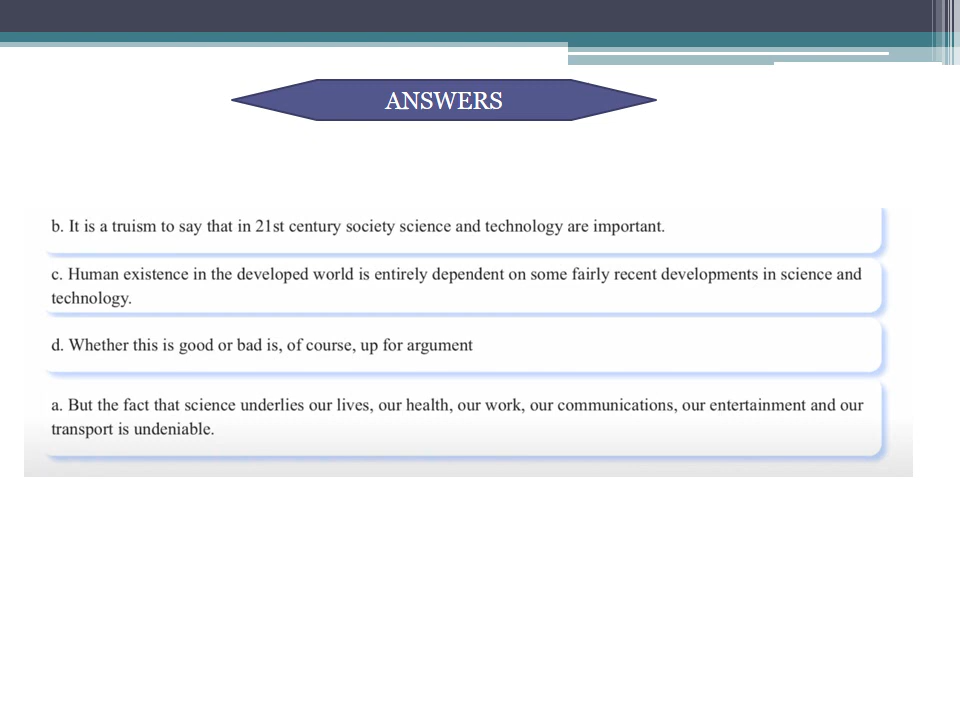 ANSWERS
b. It is a truism to say that in 21st century society science and technology are important.
c. Human existence in the developed world is entirely dependent on some fairly recent developments in science and
technology.
d. Whether this is good or bad is, of course, up for argument
a. But the fact that science underlies our lives, our health, our work, our communications, our entertainment and our
transport is undeniable.